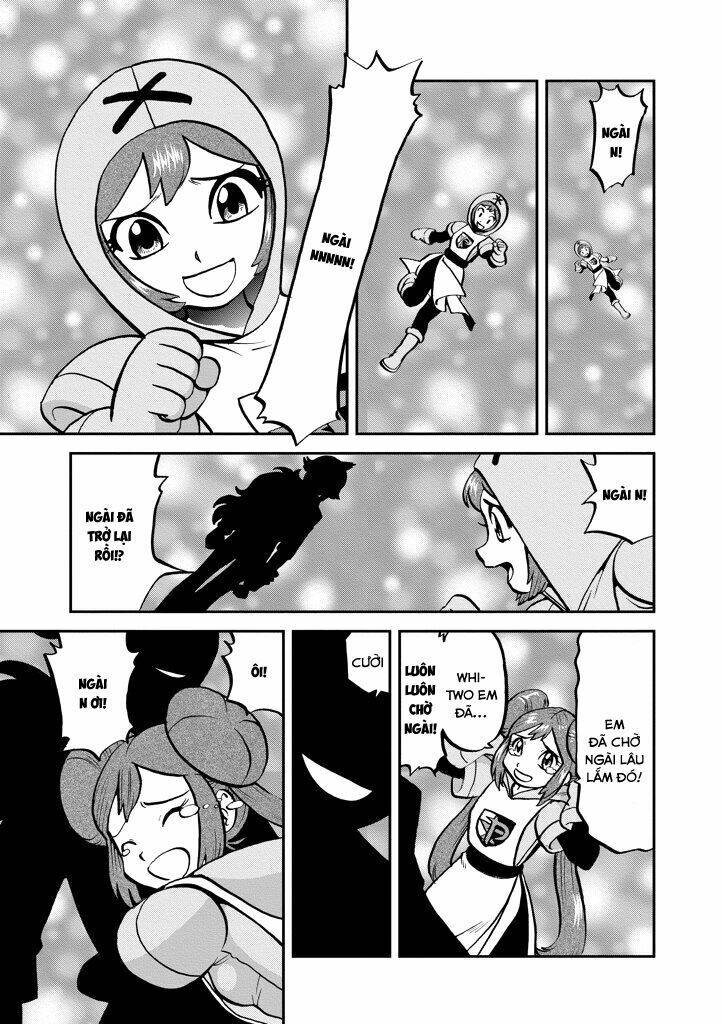 NGÀI
N!
NGÀI
NNNNN!
NGÀI N!
NGÀI ĐÃ
TRỞ LẠI
RỒI!?
EM
ĐÃ CHỜ
NGÀI LÂU
LẮM ĐÓ!
WHI-
TWO EM
ĐÃ...
LUÔN
LUÔN
CHỜ
NGÀI!
CƯỜI
ÔI!
NGÀI
N ƠI!